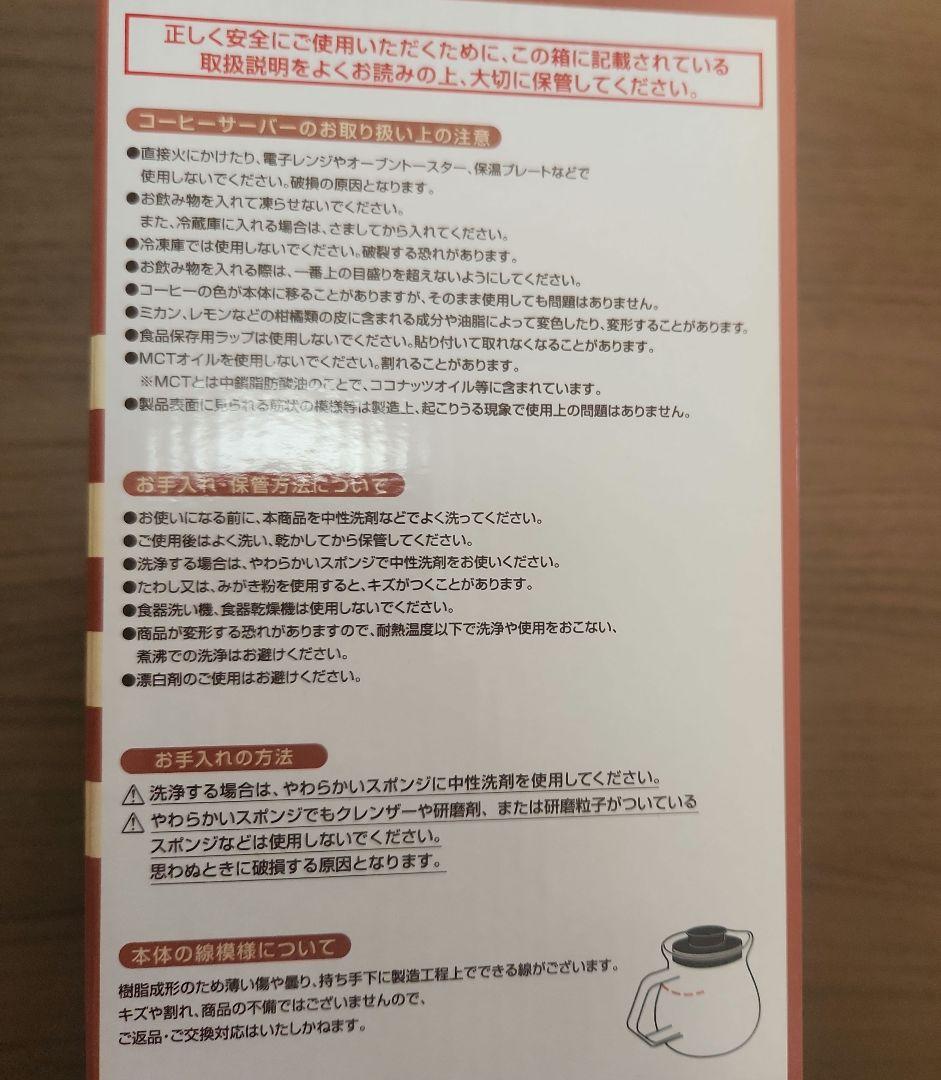 正しく安全にご使用いただくために、この箱に記載されている
取扱説明をよくお読みの上、大切に保管してください。
コーヒーサーバーのお取り扱い上の注意
●直接火にかけたり、電子レンジやオーブントースター、保温プレートなどで
使用しないでください。破損の原因となります。
●お飲み物を入れて凍らせないでください。
また、冷蔵庫に入れる場合は、さましてから入れてください。
●冷凍庫では使用しないでください。破裂する恐れがあります。
●お飲み物を入れる際は、一番上の目盛りを超えないようにしてください。
●コーヒーの色が本体に移ることがありますが、そのまま使用しても問題はありません。
●ミカン、レモンなどの柑橘類の皮に含まれる成分や油脂によって変色したり、変形することがあります。
●食品保存用ラップは使用しないでください。貼り付いて取れなくなることがあります。
●MCTオイルを使用しないでください。割れることがあります。
※MCTとは中鎖脂肪酸油のことで、ココナッツオイル等に含まれています。
●製品表面に見られる筋状の模様等は製造上、起こりうる現象で使用上の問題はありません。
お手入れ・保管方法について
●お使いになる前に、本商品を中性洗剤などでよく洗ってください。
●ご使用後はよく洗い、乾かしてから保管してください。
●洗浄する場合は、やわらかいスポンジで中性洗剤をお使いください。
●たわし又は、みがき粉を使用すると、キズがつくことがあります。
●食器洗い機、食器乾燥機は使用しないでください。
●商品が変形する恐れがありますので、耐熱温度以下で洗浄や使用をおこない、
煮沸での洗浄はお避けください。
●漂白剤のご使用はお避けください。
お手入れの方法
⚠洗浄する場合は、やわらかいスポンジに中性洗剤を使用してください。
⚠やわらかいスポンジでもクレンザーや研磨剤、または研磨粒子がついている
スポンジなどは使用しないでください。
思わぬときに破損する原因となります。
本体の線模様について
樹脂成形のため薄い傷や曇り、持ち手下に製造工程上でできる線がございます。
キズや割れ、商品の不備ではございませんので、
ご返品・ご交換対応はいたしかねます。